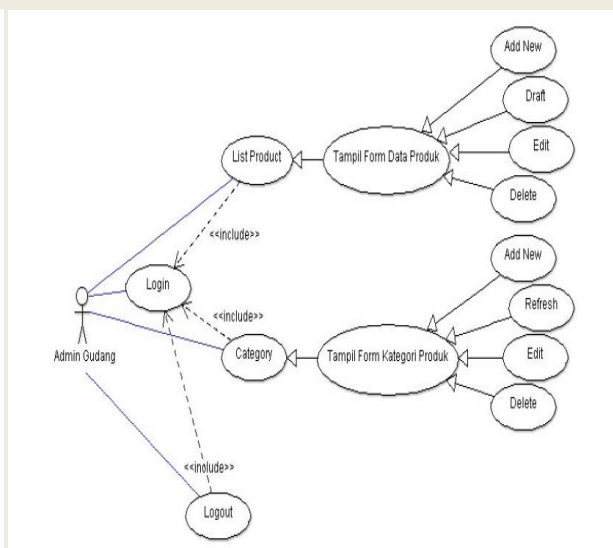 Add New
Draft
List Product
Tampil Form Data Produk
Edit
Delete
<<include>>
Add New
Login
Refresh
<<include>>
Admin Gudang
Category
Tampil Form Kategori Produk
Edit
Delete
<<include>>
Logout